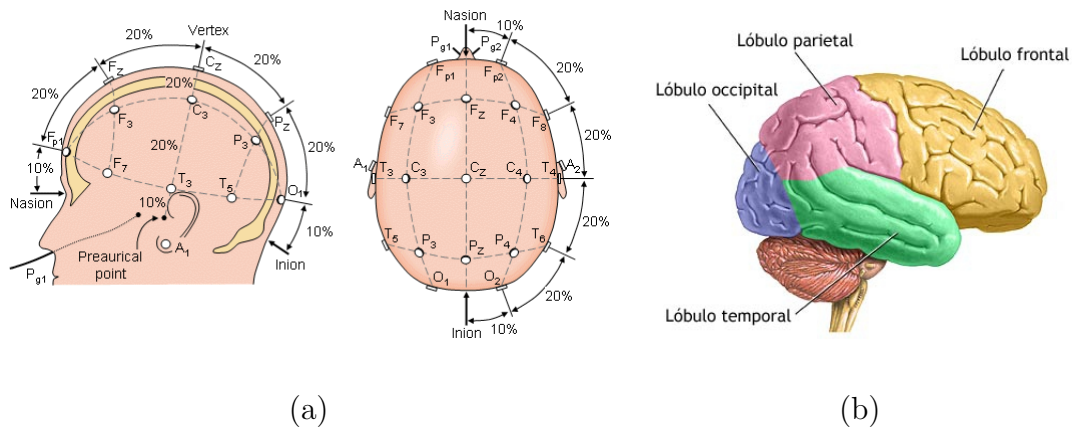 Vertex
20%
20%
Fz
Cz
20%
20%
F3
C3
Pz
P3
Fp1
20%
20%
10%
F7
T3
T5
O1
Nasion
10%
10%
A1
Preaurical
point
Inion
Pg1
Nasion
10%
Pg1
Pg2
Fp1
Fp2
20%
F7
F3
Fz
F4
F8
20%
A1
T3
C3
Cz
C4
T4
A2
20%
T5
P3
Pz
P4
T6
O1
O2
20%
Inion
10%
Lóbulo parietal
Lóbulo frontal
Lóbulo occipital
Lóbulo temporal
(a)
(b)